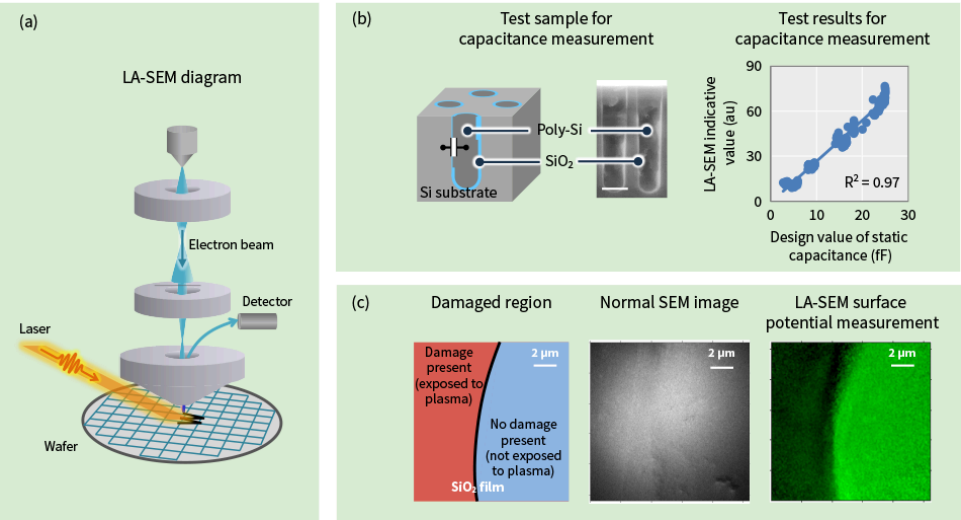 (a)
LA-SEM diagram
Electron beam
Detector
Laser
Wafer
(b)
Test sample for
capacitance measurement
Poly-Si
SiO₂
Si substrate
Test results for
capacitance measurement
LA-SEM indicative
value (au)
90
60
30
0
R² = 0.97
0 10 20 30
Design value of static
capacitance (fF)
(c)
Damaged region
Damage
present
(exposed to
plasma)
2 µm
No damage
present
(not exposed
to plasma)
SiO₂ film
Normal SEM image
2 µm
LA-SEM surface
potential measurement
2 µm